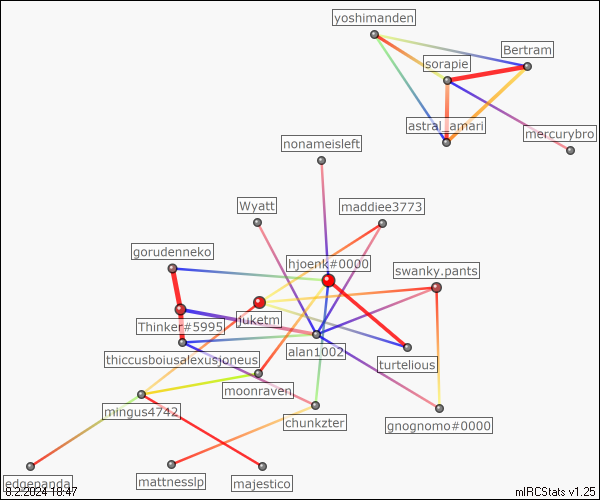 yoshimanden
Bertram
sorapie
astral_amari
mercurybro
nonameisleft
Wyatt
maddiee3773
gorudenneko
hjoenk#0000
swanky.pants
juketm
Thinker#5995
alan1002
thiccusboiusalexusjoneus
turtelious
moonraven
mingus4742
chunkzter
gnognomo#0000
edgepanda
mattnesslp
majestico
8.2.2024 18:47
mIRCStats v1.25